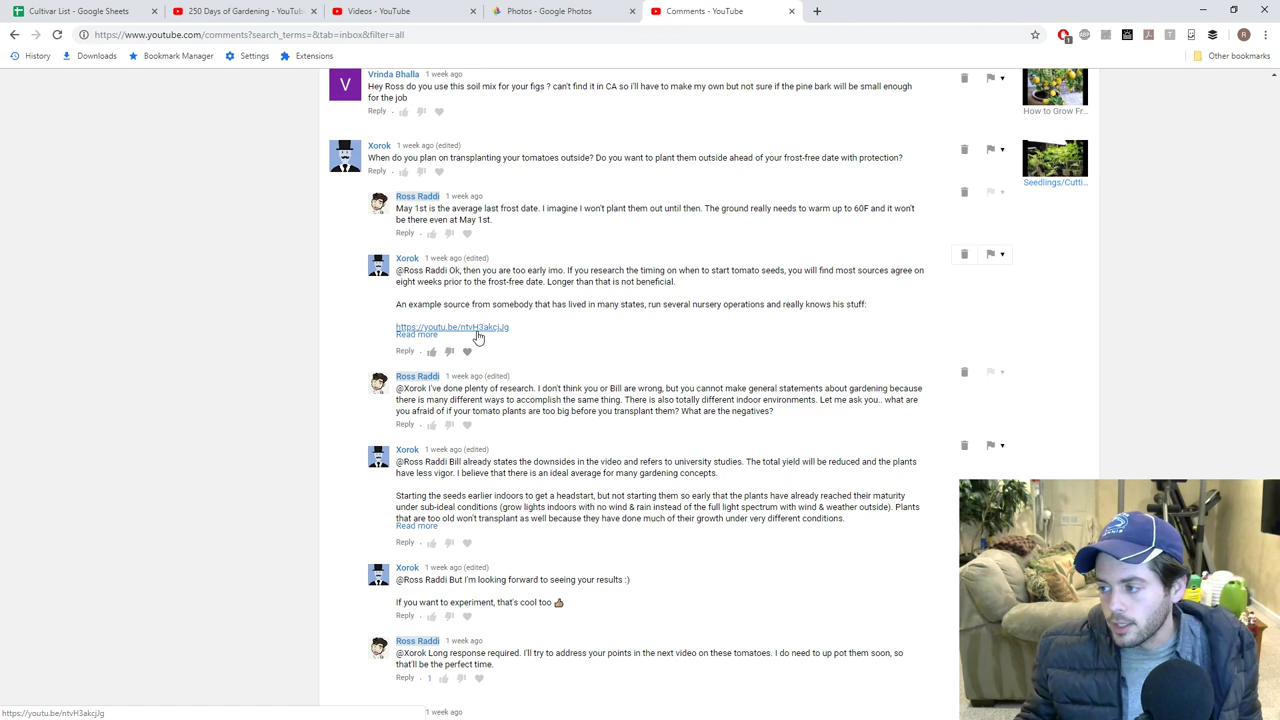 Cultivar List - Google Sheets
250 Days of Gardening - YouTub
Videos - YouTube
Photos - Google Photos
Comments - YouTube
https://www.youtube.com/comments?search_terms=&tab=inbox&filter=all
History
Downloads
Bookmark Manager
Settings
Extensions
Other bookmarks
V
Vrinda Bhalla 1 week ago
Hey Ross do you use this soil mix for your figs ? can't find it in CA so i'll have to make my own but not sure if the pine bark will be small enough
for the job
Reply
How to Grow Fr...
Xorok 1 week ago (edited)
When do you plan on transplanting your tomatoes outside? Do you want to plant them outside ahead of your frost-free date with protection?
Reply
Seedlings/Cutti...
Ross Raddi 1 week ago
May 1st is the average last frost date. I imagine I won't plant them out until then. The ground really needs to warm up to 60F and it won't
be there even at May 1st.
Reply
Xorok 1 week ago (edited)
@Ross Raddi Ok, then you are too early imo. If you research the timing on when to start tomato seeds, you will find most sources agree on
eight weeks prior to the frost-free date. Longer than that is not beneficial.
An example source from somebody that has lived in many states, run several nursery operations and really knows his stuff:
https://youtu.be/ntvH3akcjJg
Read more
Reply
Ross Raddi 1 week ago (edited)
@Xorok I've done plenty of research. I don't think you or Bill are wrong, but you cannot make general statements about gardening because
there is many different ways to accomplish the same thing. There is also totally different indoor environments. Let me ask you.. what are
you afraid of if your tomato plants are too big before you transplant them? What are the negatives?
Reply
Xorok 1 week ago (edited)
@Ross Raddi Bill already states the downsides in the video and refers to university studies. The total yield will be reduced and the plants
have less vigor. I believe that there is an ideal average for many gardening concepts.
Starting the seeds earlier indoors to get a headstart, but not starting them so early that the plants have already reached their maturity
under sub-ideal conditions (grow lights indoors with no wind & rain instead of the full light spectrum with wind & weather outside). Plants
that are too old won't transplant as well because they have done much of their growth under very different conditions.
Read more
Reply
Xorok 1 week ago (edited)
@Ross Raddi But I'm looking forward to seeing your results :)
If you want to experiment, that's cool too 👍🏽
Reply
Ross Raddi 1 week ago
@Xorok Long response required. I'll try to address your points in the next video on these tomatoes. I do need to up pot them soon, so
that'll be the perfect time.
Reply 1
1 week ago
https://youtu.be/ntvH3akcjJg